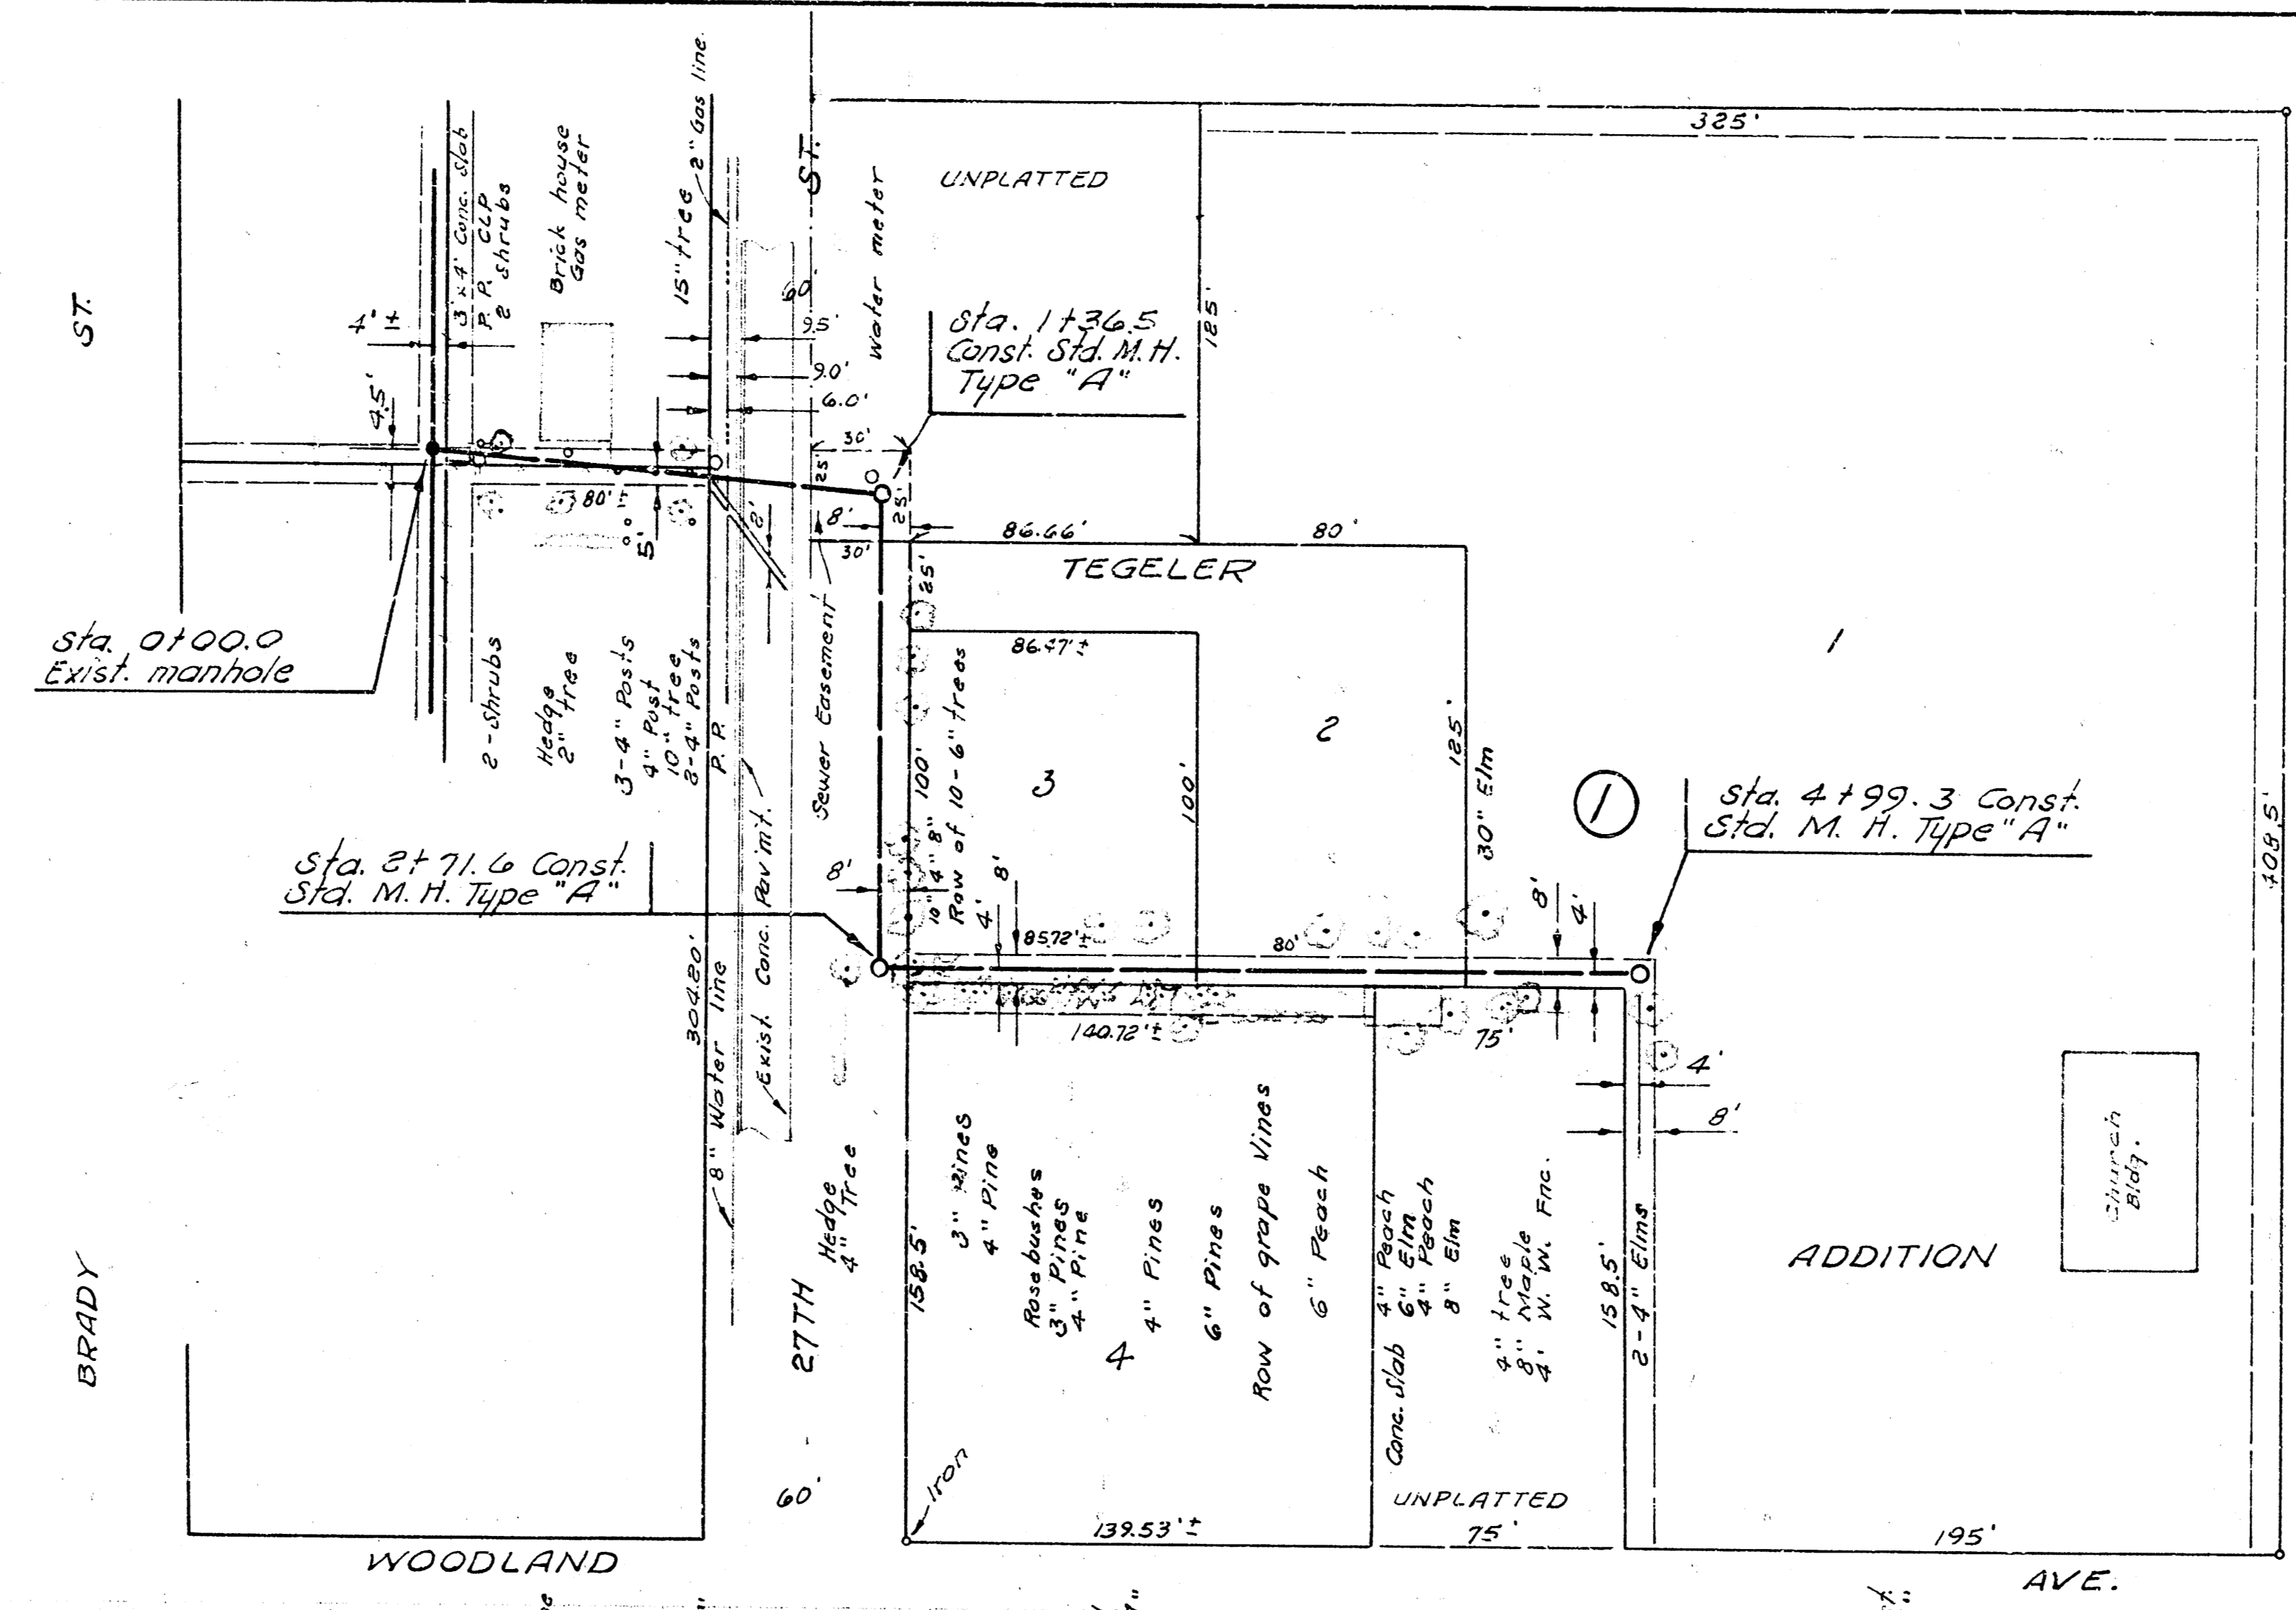 325'
UNPLATTED
ST.
ST.
2" Gas line
15" tree
Brick house
Gas meter
3' x 4' Conc. Slab
P. P. CLP
2 shrubs
Water meter
60'
4' ±
4.5'
9.5'
9.0'
6.0'
30'
25'
25'
8'
30'
125'
Sta. 1+36.5
Const. Std. M.H.
Type "A"
80' ±
5'
2'
86.66'
80'
TEGELER
25'
86.47' ±
Sta. 0+00.0
Exist. manhole
2-Shrubs
Hedge
2" tree
3-4" Posts
4" Post
10" tree
2-4" Posts
P. P.
Sewer Easement
100'
10" 4" 8"
Row of 10-6" trees
3
100'
2
125'
30" Elm
1
1
Sta. 4+99.3 Const.
Std. M. H. Type "A"
408.5'
Sta. 2+71.6 Const.
Std. M. H. Type "A"
8'
4'
8'
85.72' ±
80'
8'
4'
140.72' ±
75'
4'
8'
304.20'
8" Water line
Exist. Conc. Pav'mt.
Hedge
4" Tree
158.5'
3" Pines
4" Pine
Rosebushes
3" Pines
4" Pine
4" Pines
6" Pines
Row of grape Vines
6" Peach
4" Peach
6" Elm
4" Peach
8" Elm
Conc. Slab
4" tree
8" Maple
4' W. W. Fnc.
158.5'
2-4" Elms
Church
Bldg.
ADDITION
BRADY
27TH
4
60'
Iron
139.53' ±
UNPLATTED
75'
195'
WOODLAND
AVE.